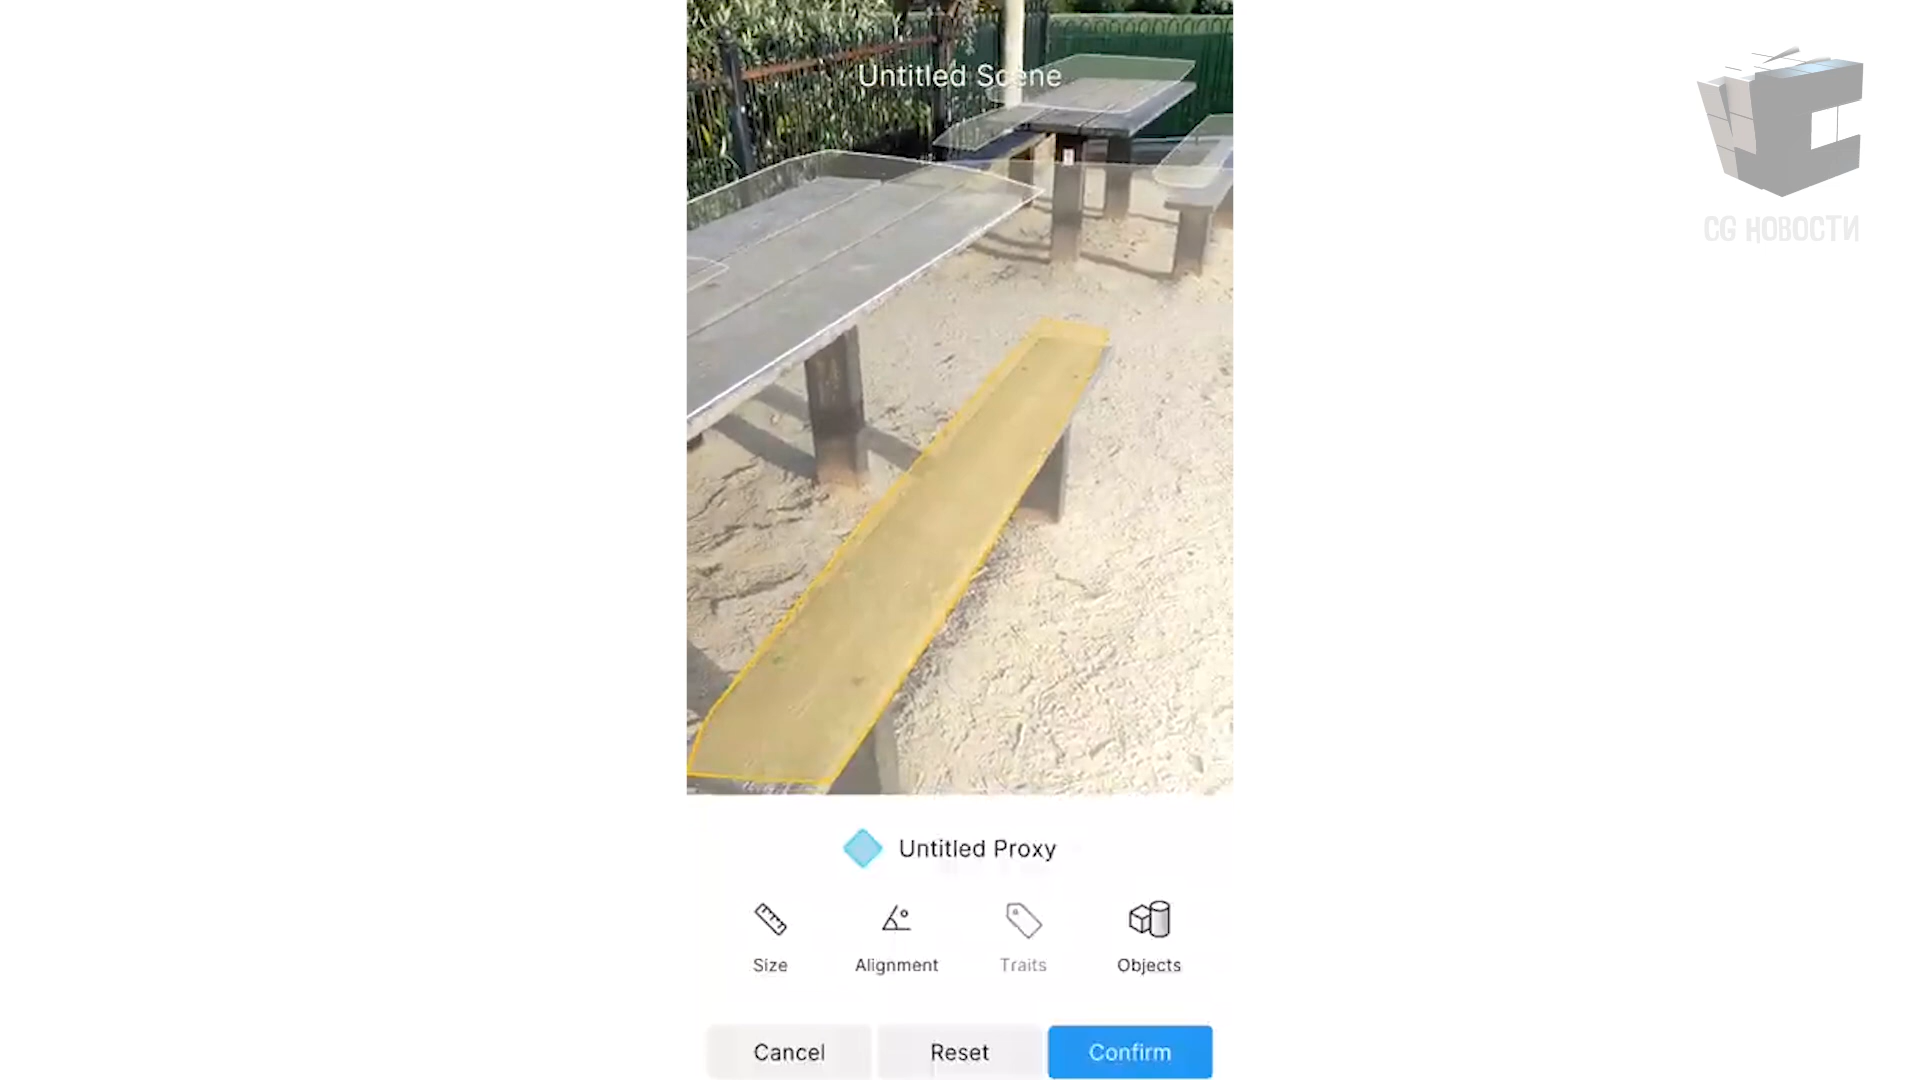 Untitled Scene
CG НОВОСТИ
Untitled Proxy
Size
Alignment
Traits
Objects
Cancel
Reset
Confirm